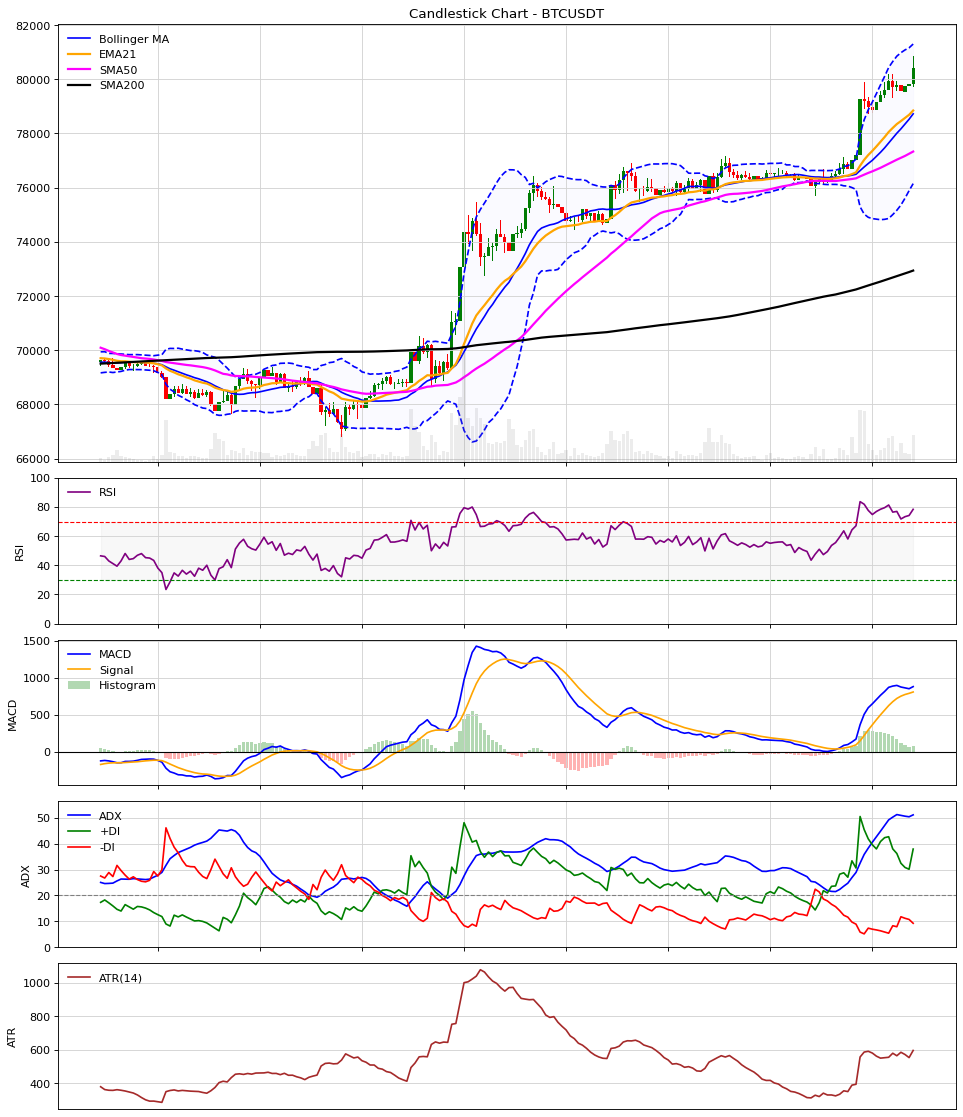 Candlestick Chart - BTCUSDT
82000
80000
78000
76000
74000
72000
70000
68000
66000
Bollinger MA
EMA21
SMA50
SMA200
100
80
60
40
20
0
RSI
RSI
1500
1000
500
0
MACD
MACD
Signal
Histogram
50
40
30
20
10
0
ADX
ADX
+DI
-DI
1000
800
600
400
ATR
ATR(14)